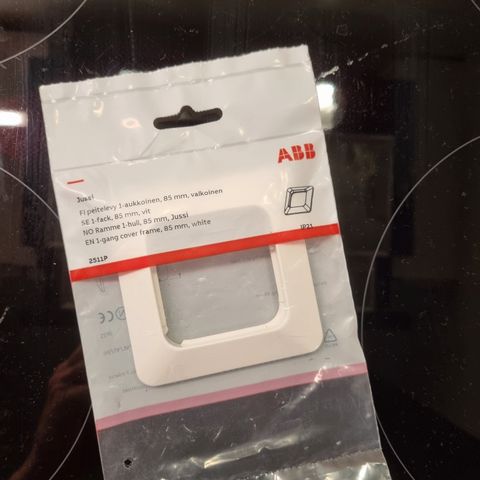 ABB
Jussi
FI peitelevy 1-aukkoinen, 85 mm, valkoinen
SE 1-fack, 85 mm, vit
NO Ramme 1-hull, 85 mm, Jussi
EN 1-gang cover frame, 85 mm, white
IP21
2511P